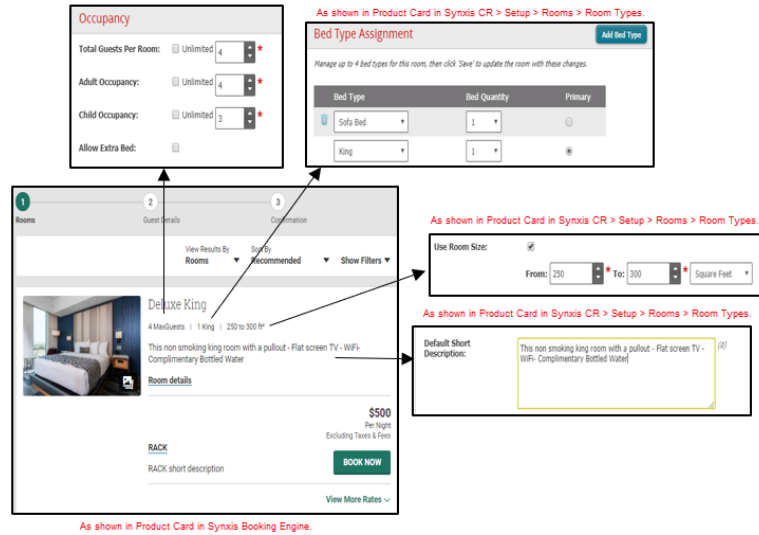 As shown in Product Card in Synxis CR > Setup > Rooms > Room Types.
Occupancy
Total Guests Per Room: Unlimited 4 *
Adult Occupancy: Unlimited 4 *
Child Occupancy: Unlimited 3 *
Allow Extra Bed:
Bed Type Assignment
Add Bed Type
Manage up to 4 bed types for this room, then click 'Save' to update the room with these changes.
Bed Type Bed Quantity Primary
Sofa Bed 1
King 1
1 2 3
Rooms Guest Details Confirmation
View Results By Sort By
Rooms Recommended Show Filters
Deluxe King
4 MaxGuests | 1 King | 250 to 300 ft²
This non smoking king room with a pullout - Flat screen TV - WiFi-
Complimentary Bottled Water
Room details
$500
Per Night
Excluding Taxes & Fees
RACK
RACK short description
BOOK NOW
View More Rates
As shown in Product Card in Synxis Booking Engine.
As shown in Product Card in Synxis CR > Setup > Rooms > Room Types.
Use Room Size:
From: 250 * To: 300 * Square Feet
As shown in Product Card in Synxis CR > Setup > Rooms > Room Types.
Default Short
Description:
This non smoking king room with a pullout - Flat screen TV -
WiFi- Complimentary Bottled Water